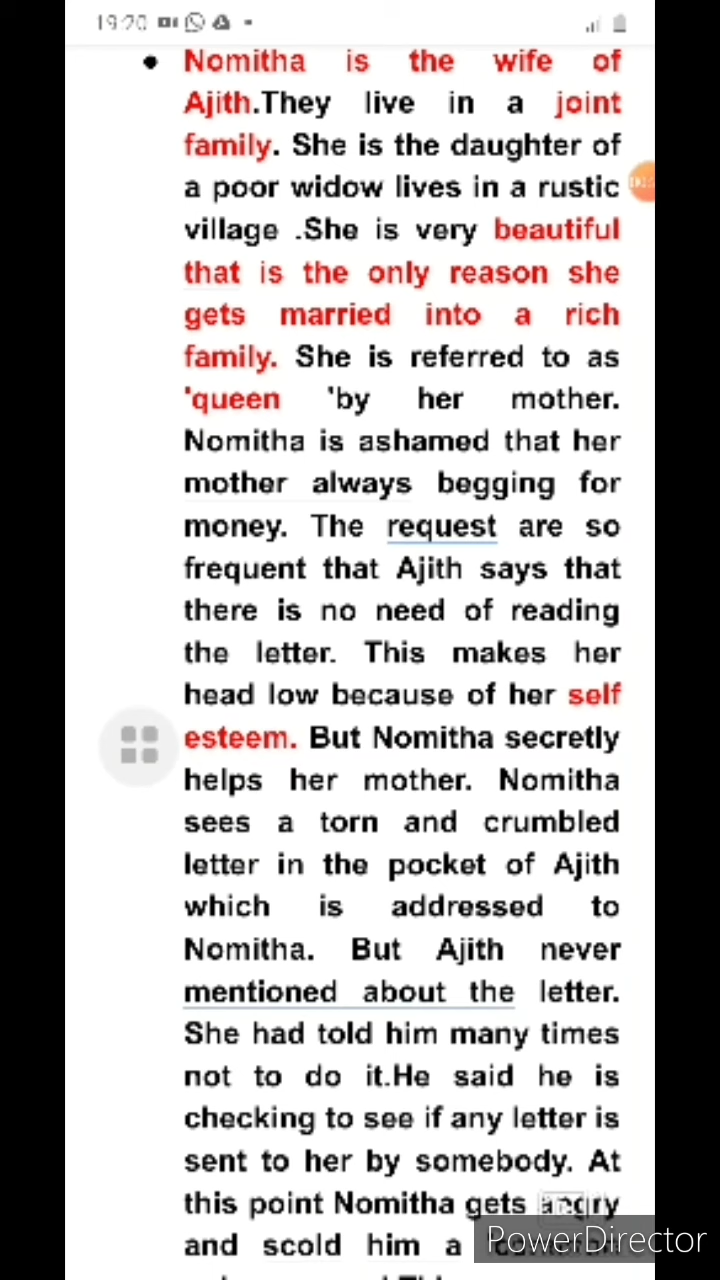 19:20
• Nomitha is the wife of
Ajith.They live in a joint
family. She is the daughter of
a poor widow lives in a rustic
village .She is very beautiful
that is the only reason she
gets married into a rich
family. She is referred to as
'queen 'by her mother.
Nomitha is ashamed that her
mother always begging for
money. The request are so
frequent that Ajith says that
there is no need of reading
the letter. This makes her
head low because of her self
esteem. But Nomitha secretly
helps her mother. Nomitha
sees a torn and crumbled
letter in the pocket of Ajith
which is addressed to
Nomitha. But Ajith never
mentioned about the letter.
She had told him many times
not to do it.He said he is
checking to see if any letter is
sent to her by somebody. At
this point Nomitha gets angry
and scold him a
PowerDirector